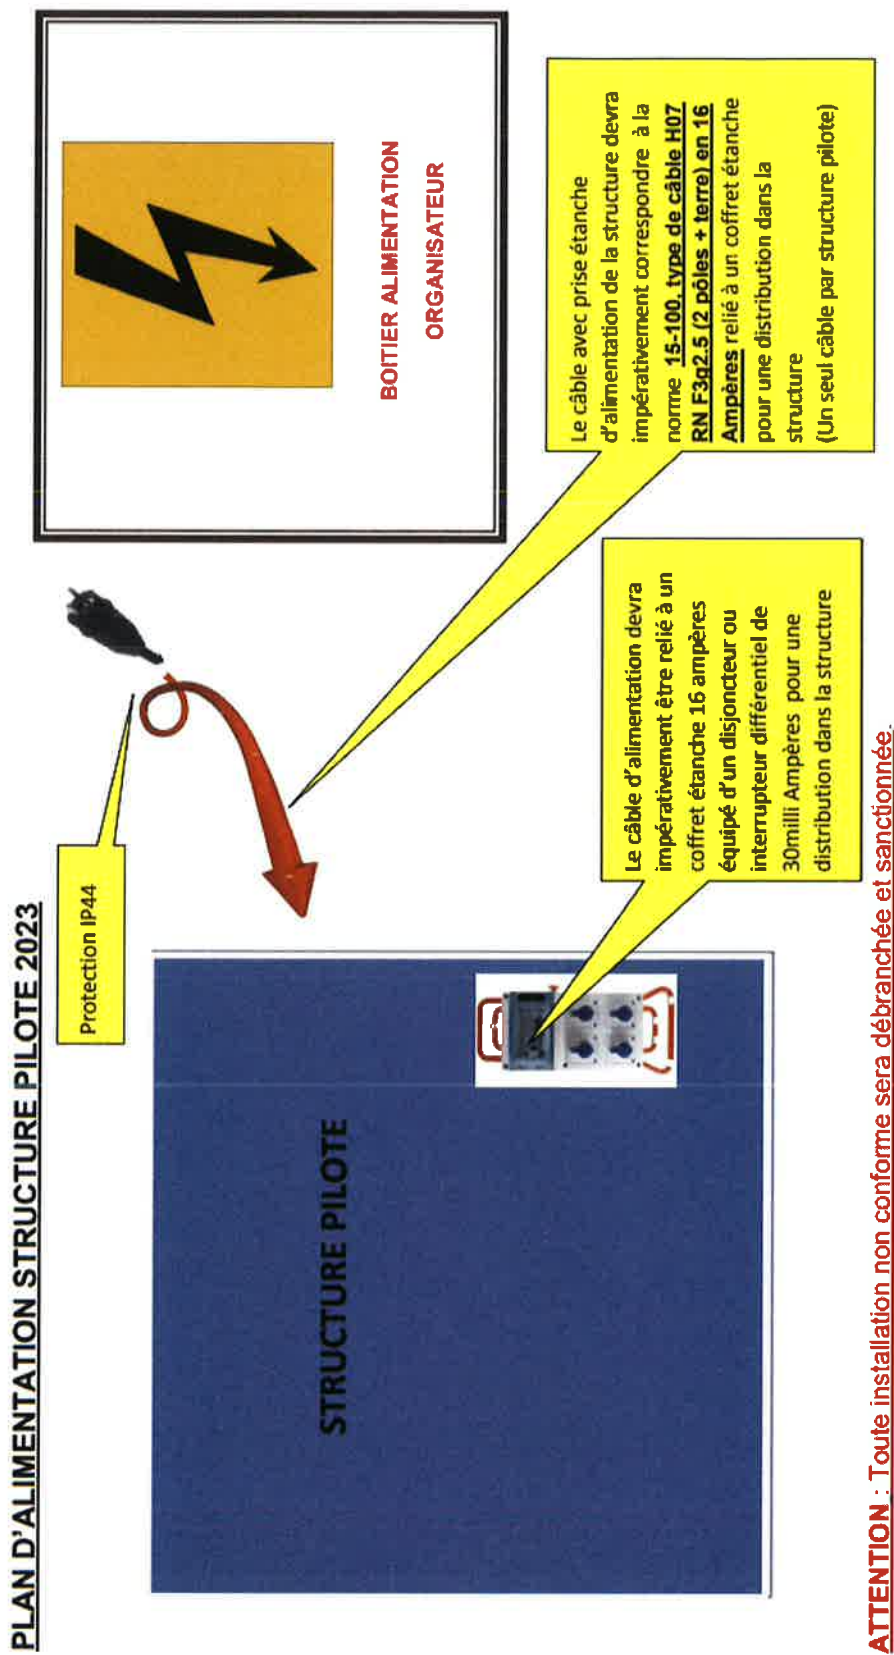 PLAN D'ALIMENTATION STRUCTURE PILOTE 2023
Protection IP44
BOITIER ALIMENTATION
ORGANISATEUR
STRUCTURE PILOTE
Le câble avec prise étanche
d'alimentation de la structure devra
impérativement correspondre à la
norme 15-100, type de câble H07
RN F3g2.5 (2 pôles + terre) en 16
Ampères relié à un coffret étanche
pour une distribution dans la
structure
(Un seul câble par structure pilote)
Le câble d'alimentation devra
impérativement être relié à un
coffret étanche 16 ampères
équipé d'un disjoncteur ou
interrupteur différentiel de
30milli Ampères pour une
distribution dans la structure
ATTENTION : Toute installation non conforme sera débranchée et sanctionnée.